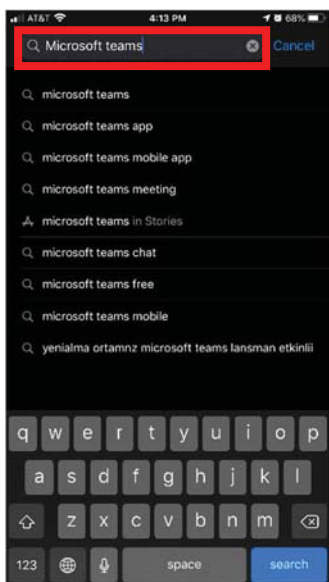 AT&T 4:13 PM 68%
Microsoft teams Cancel
microsoft teams
microsoft teams app
microsoft teams mobile app
microsoft teams meeting
microsoft teams in Stories
microsoft teams chat
microsoft teams free
microsoft teams mobile
yenialma ortamnz microsoft teams lansman etkinlii
q w e r t y u i o p
a s d f g h j k l
z x c v b n m
123 space search